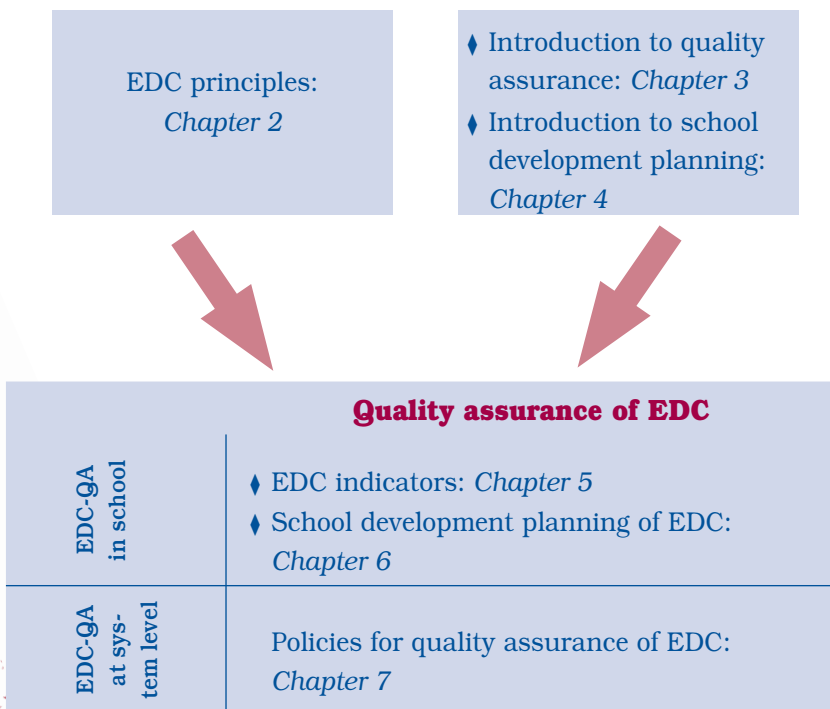 EDC principles:
Chapter 2
♦ Introduction to quality
assurance: Chapter 3
♦ Introduction to school
development planning:
Chapter 4
Quality assurance of EDC
EDC-QA
in school
♦ EDC indicators: Chapter 5
♦ School development planning of EDC:
Chapter 6
EDC-QA
at sys-
tem level
Policies for quality assurance of EDC:
Chapter 7